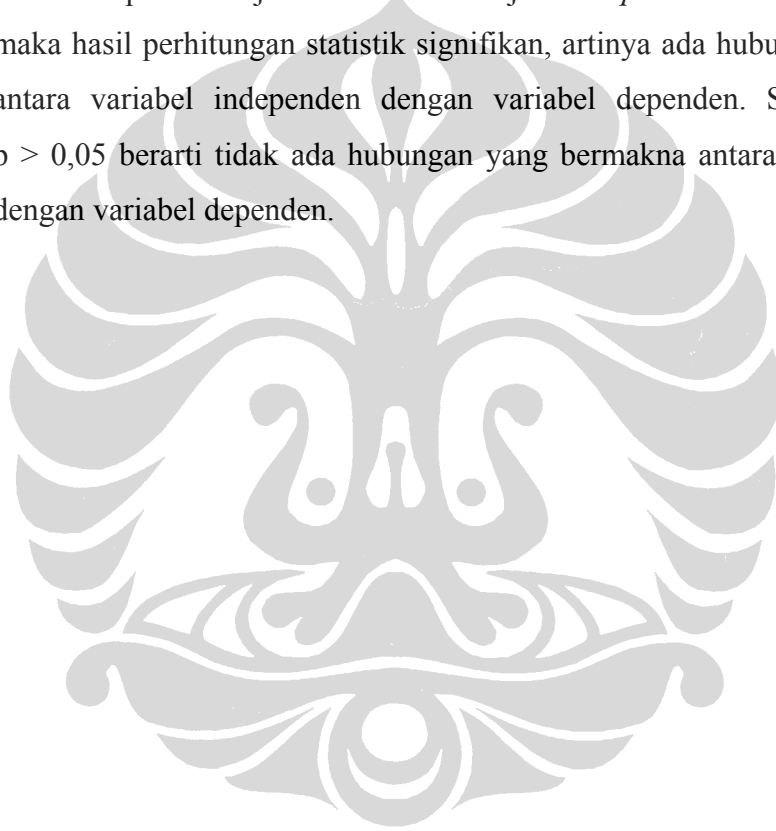 maka hasil perhitungan statistik signifikan, artinya ada
antara variabel independen dengan variabel dependen.
> 0,05 berarti tidak ada hubungan yang bermakna antara
dengan variabel dependen.